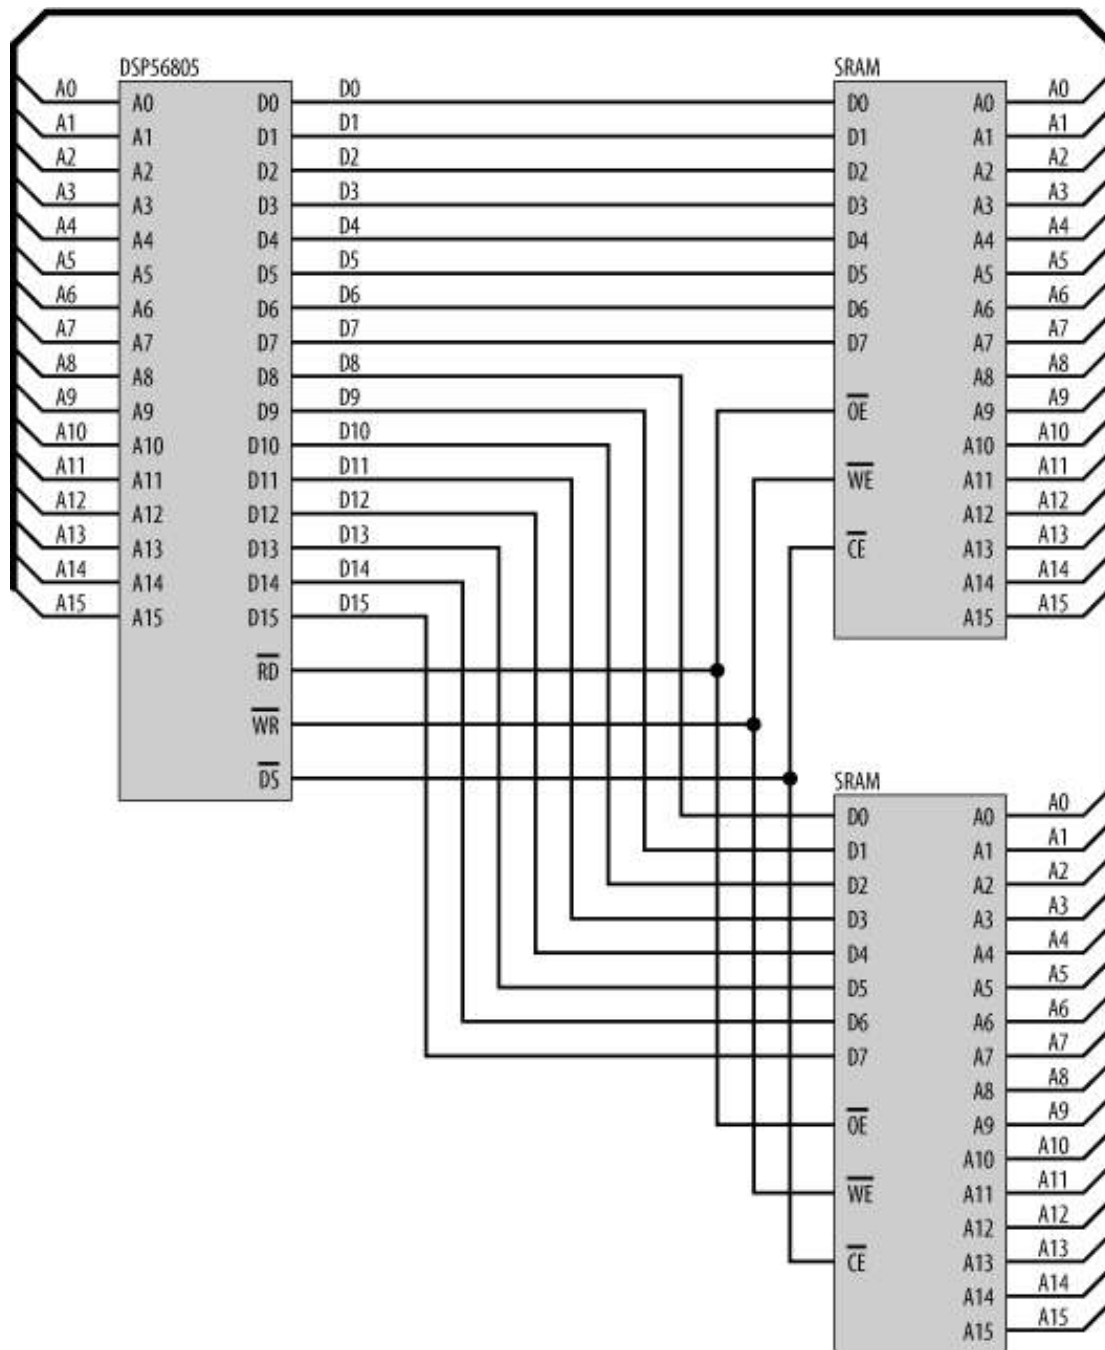 DSP56805 SRAM
A0 D0 A0
A0 D0 D0 A0
A1 D1 A1
A1 D1 D1 A1
A2 D2 A2
A2 D2 D2 A2
A3 D3 A3
A3 D3 D3 A3
A4 D4 A4
A4 D4 D4 A4
A5 D5 A5
A5 D5 D5 A5
A6 D6 A6
A6 D6 D6 A6
A7 D7 A7
A7 D7 D7 A7
A8 D8 A8
A8 D8 A8
A9 D9 A9
A9 D9 OE A9
A10 D10 A10
A10 D10 A10
A11 D11 A11
A11 D11 WE A11
A12 D12 A12
A12 D12 A12
A13 D13 A13
A13 D13 CE A13
A14 D14 A14
A14 D14 A14
A15 D15 A15
A15 D15 A15
RD
WR
DS
SRAM
A0
D0 A0
A1
D1 A1
A2
D2 A2
A3
D3 A3
A4
D4 A4
A5
D5 A5
A6
D6 A6
A7
D7 A7
A8
A8
A9
OE A9
A10
A10
A11
WE A11
A12
A12
A13
CE A13
A14
A14
A15
A15